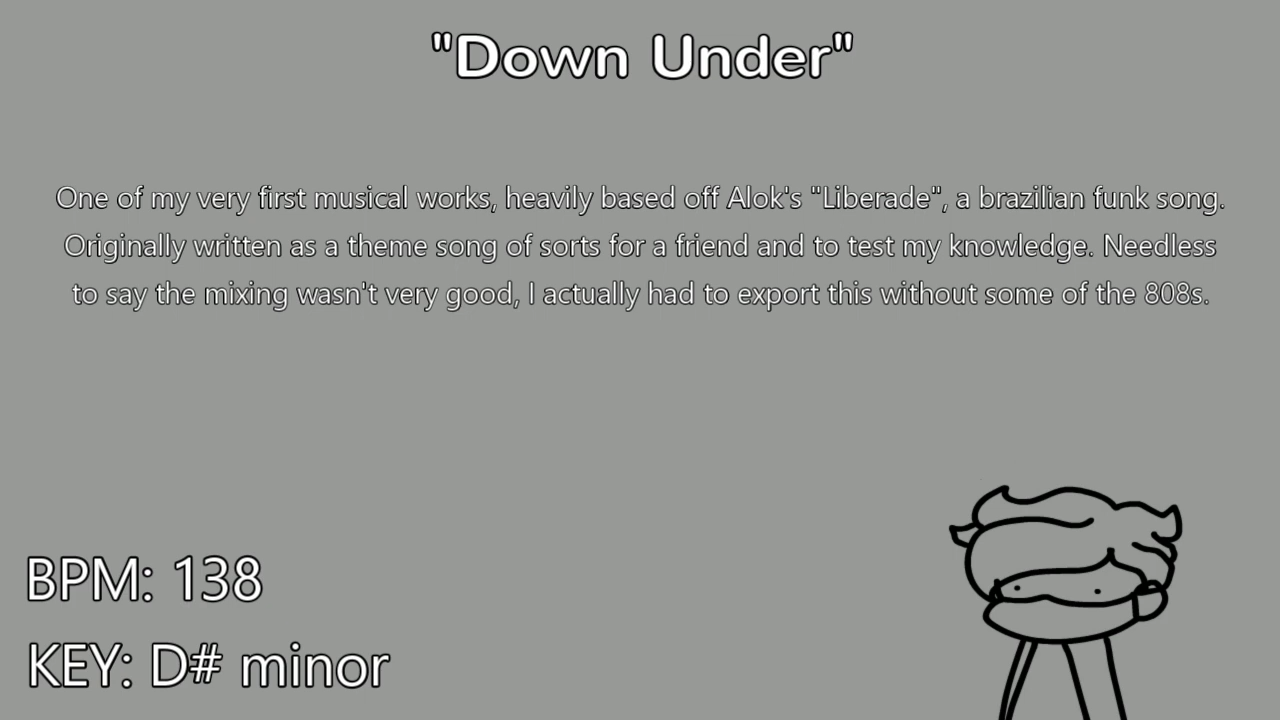 "Down Under"
One of my very first musical works, heavily based off Alok's "Liberade", a brazilian funk song.
Originally written as a theme song of sorts for a friend and to test my knowledge. Needless
to say the mixing wasn't very good, I actually had to export this without some of the 808s.
BPM: 138
KEY: D# minor